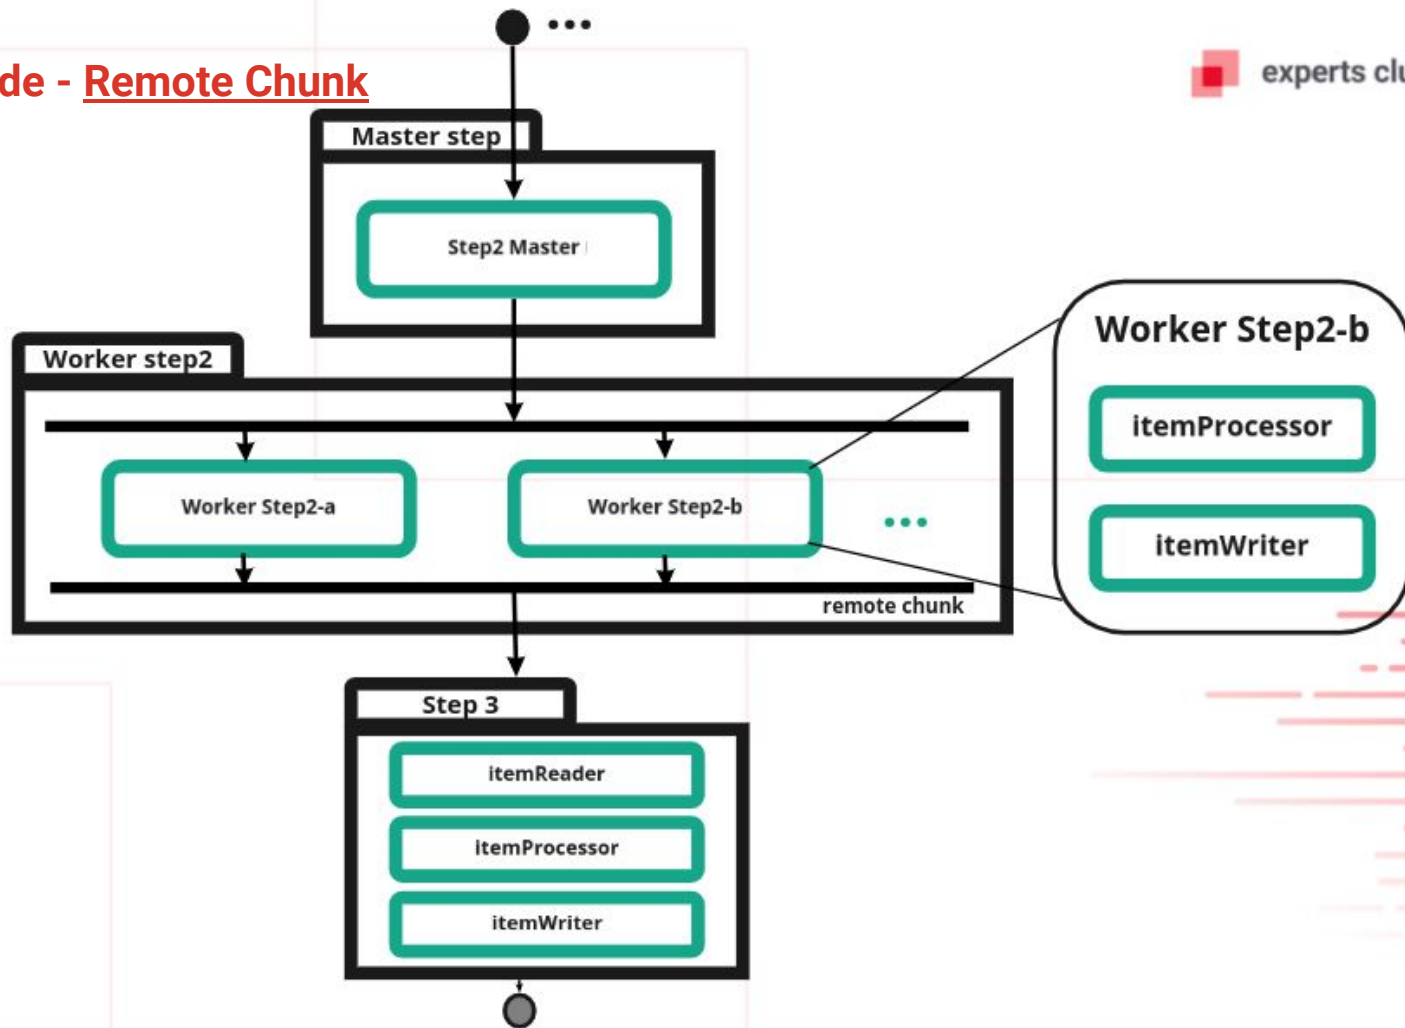 de - Remote Chunk
experts clu
Master step
Step2 Master
Worker step2
Worker Step2-a
Worker Step2-b
remote chunk
Worker Step2-b
itemProcessor
itemWriter
Step 3
itemReader
itemProcessor
itemWriter